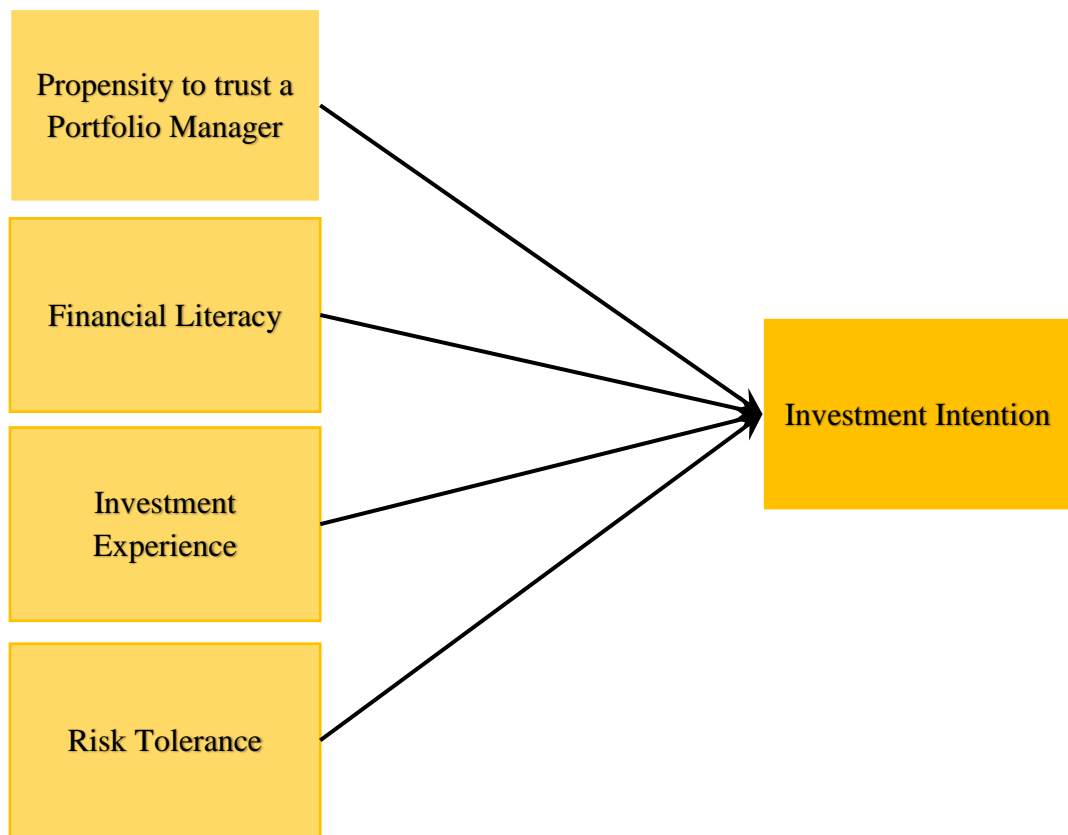 Propensity to trust a
Portfolio Manager
Financial Literacy
Investment
Experience
Risk Tolerance
Investment Intention